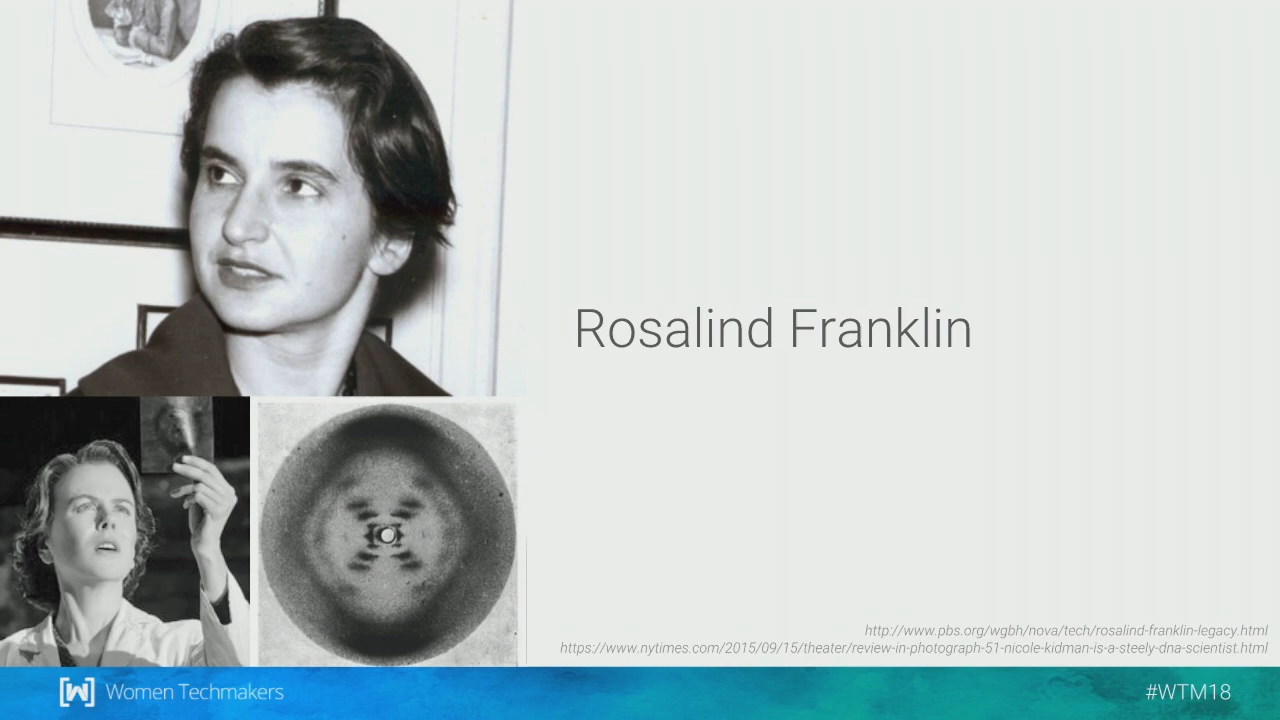 Rosalind Franklin
http://www.pbs.org/wgbh/nova/tech/rosalind-franklin-legacy.html
https://www.nytimes.com/2015/09/15/theater/review-in-photograph-51-nicole-kidman-is-a-steely-dna-scientist.html
[W] Women Techmakers
#WTM18